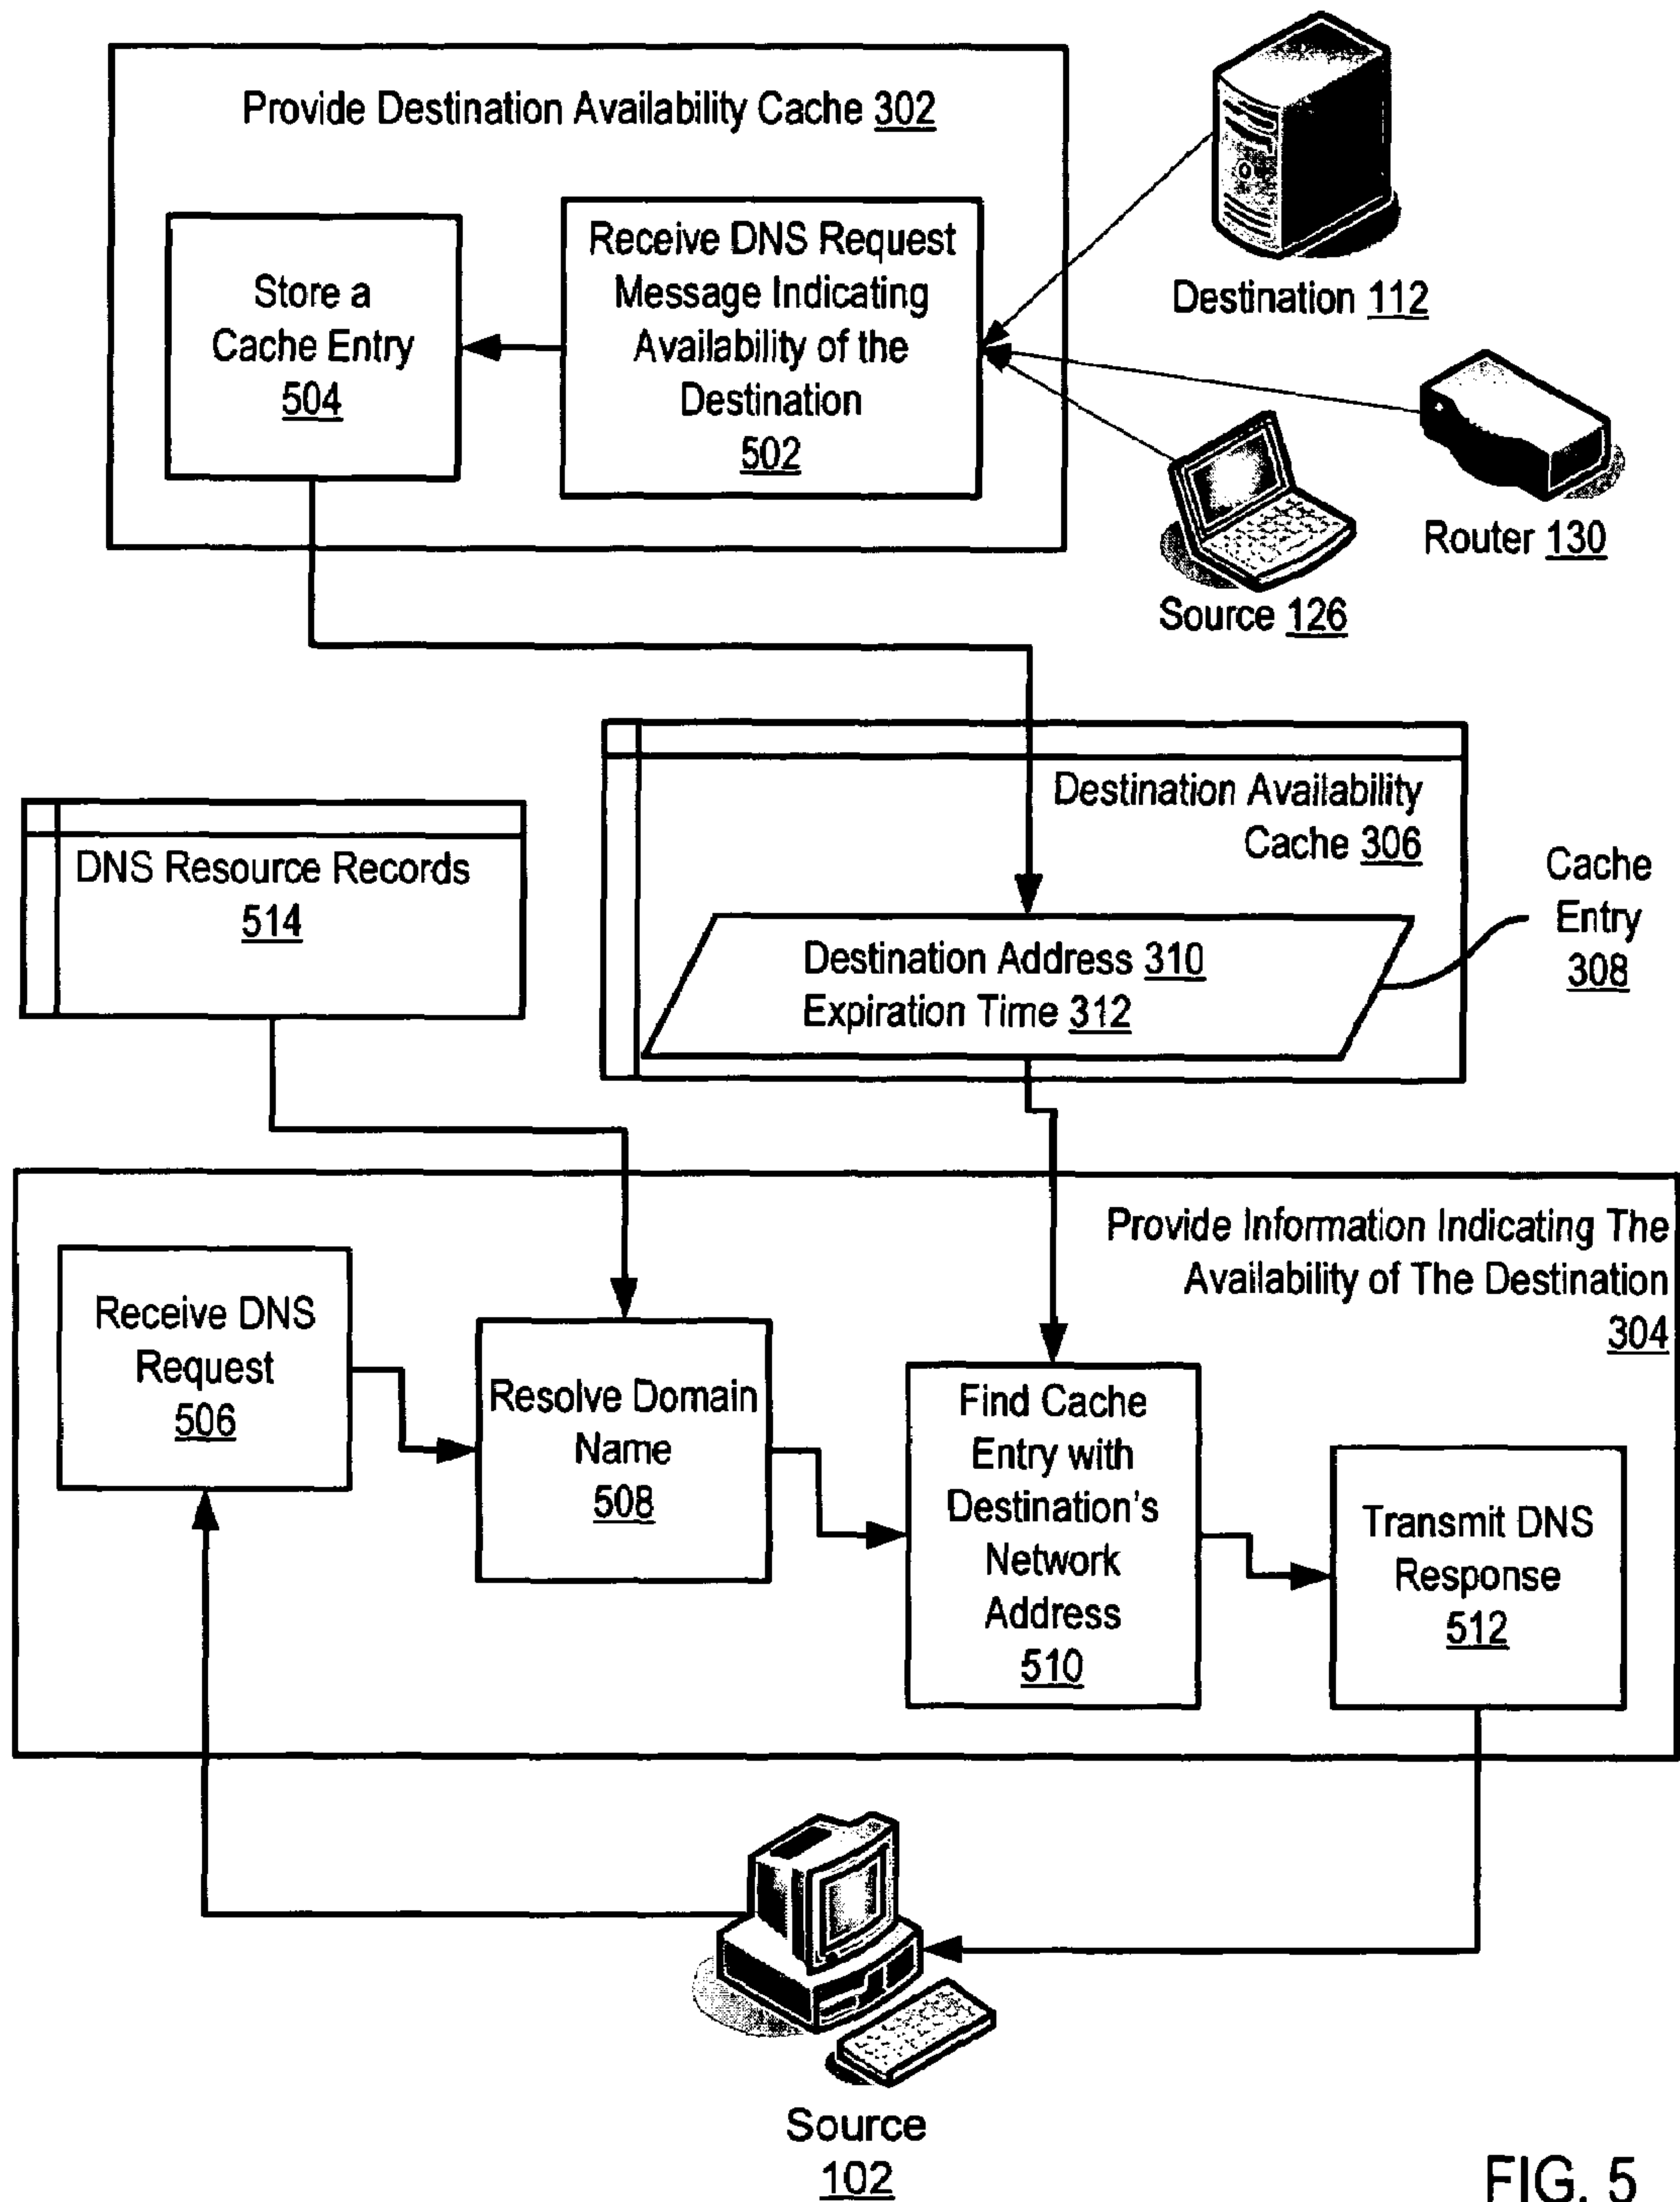 Provide Destination Availability Cache 302
Store a
Cache Entry
504
Receive DNS Request
Message Indicating
Availability of the
Destination
502
Destination 112
Router 130
Source 126
Destination Availability
Cache 306
DNS Resource Records
514
Destination Address 310
Expiration Time 312
Cache
Entry
308
Provide Information Indicating The
Availability of The Destination
304
Receive DNS
Request
506
Resolve Domain
Name
508
Find Cache
Entry with
Destination's
Network
Address
510
Transmit DNS
Response
512
Source
102
FIG. 5